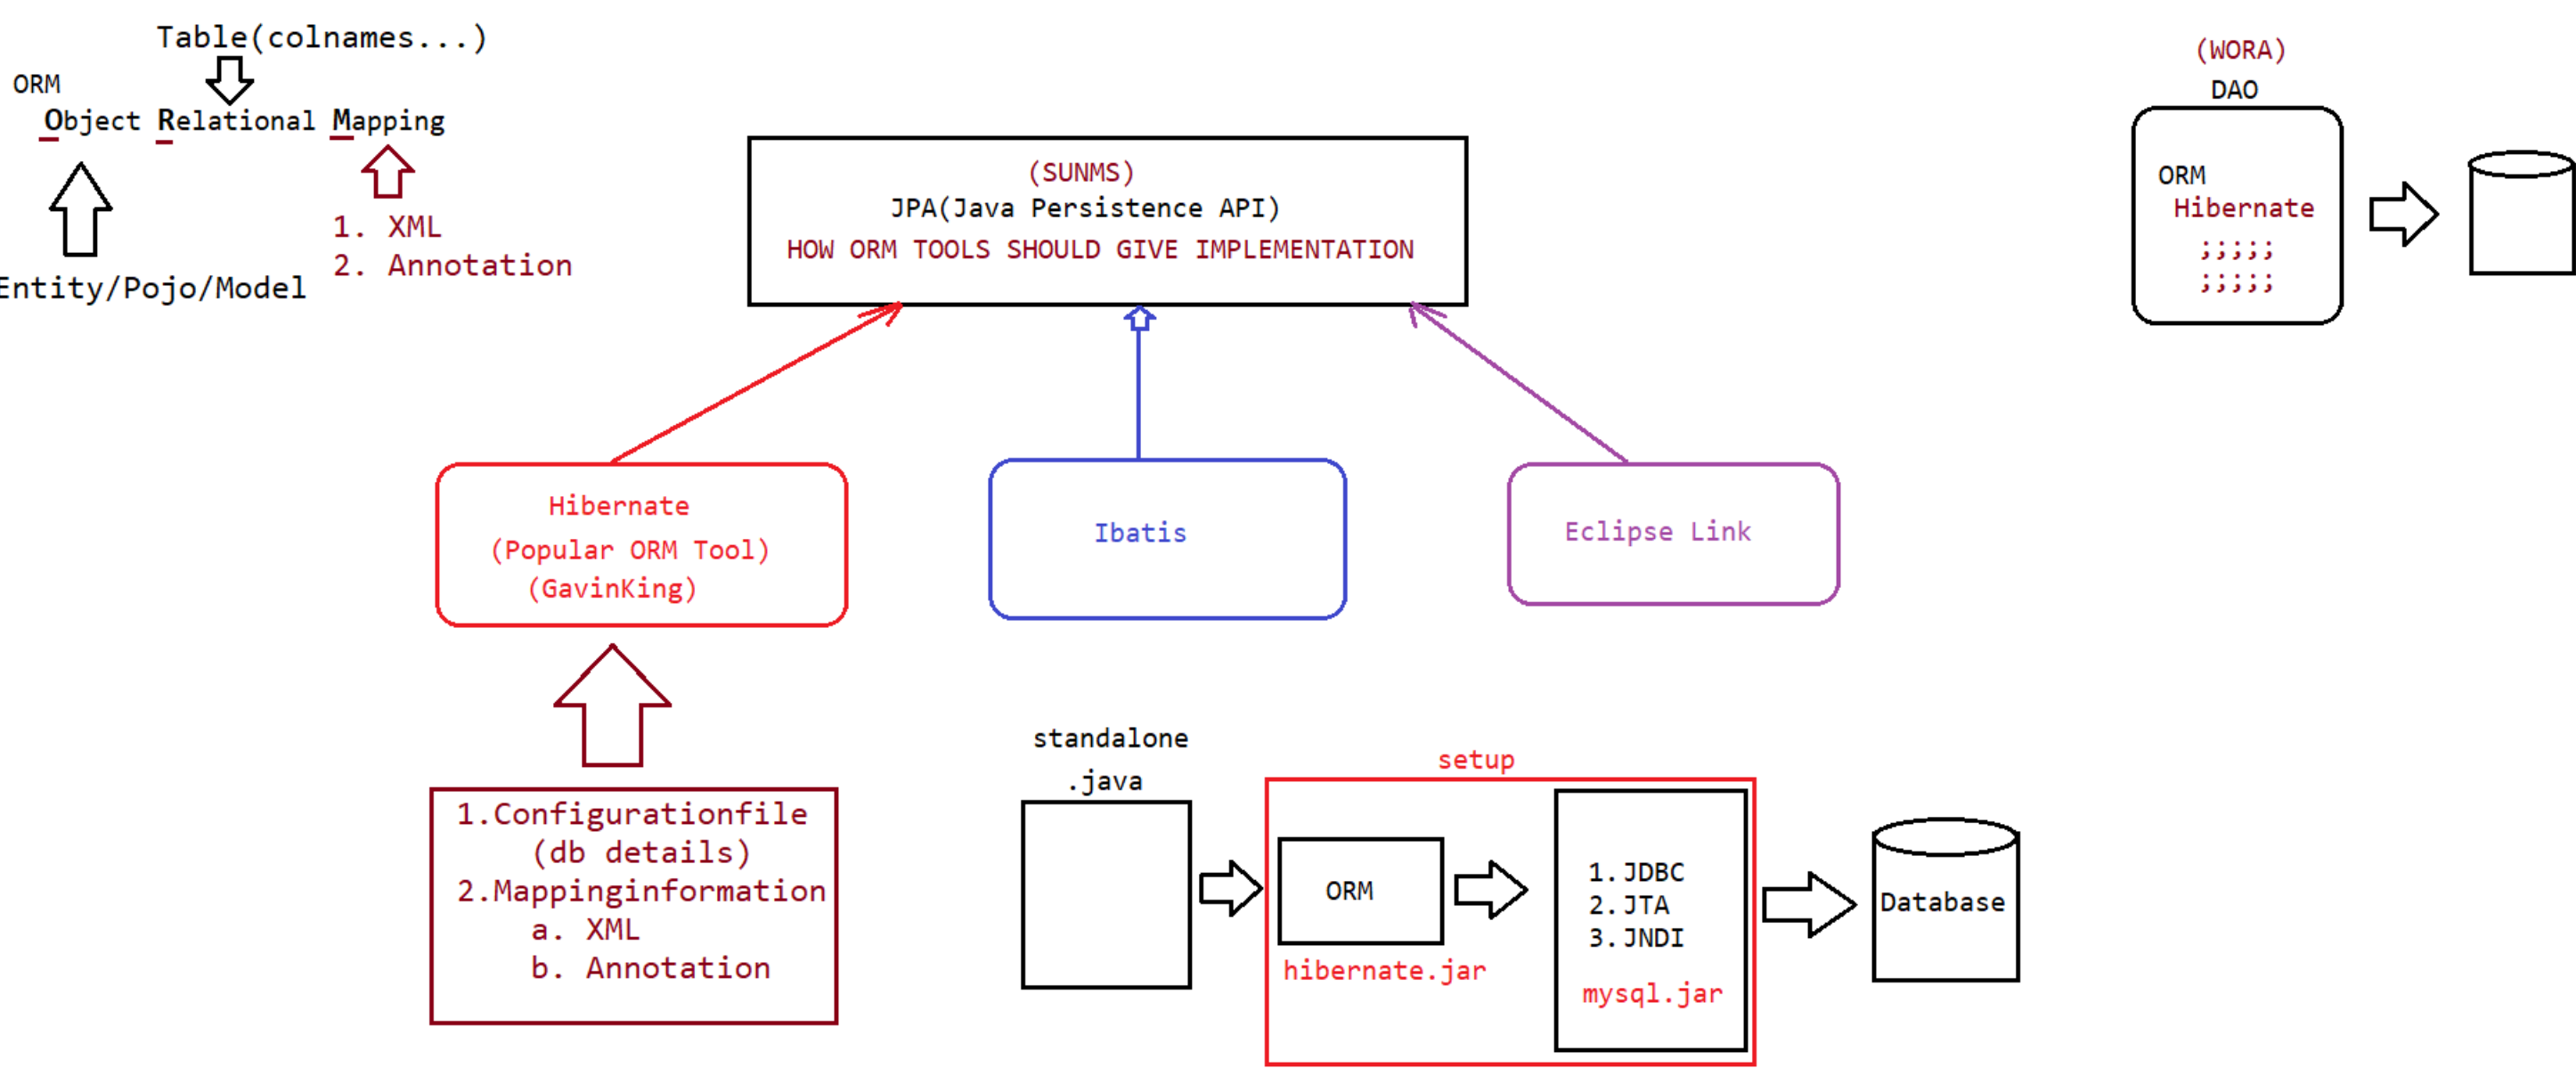 Table(colnames...)
ORM
Object Relational Mapping
1. XML
2. Annotation
Entity/Pojo/Model
(SUNMS)
JPA(Java Persistence API)
HOW ORM TOOLS SHOULD GIVE IMPLEMENTATION
(WORA)
DAO
ORM
Hibernate
;;;;;
;;;;;
Hibernate
(Popular ORM Tool)
(GavinKing)
Ibatis
Eclipse Link
1.Configurationfile
(db details)
2.Mappinginformation
a. XML
b. Annotation
standalone
.java
setup
ORM
hibernate.jar
1.JDBC
2.JTA
3.JNDI
mysql.jar
Database